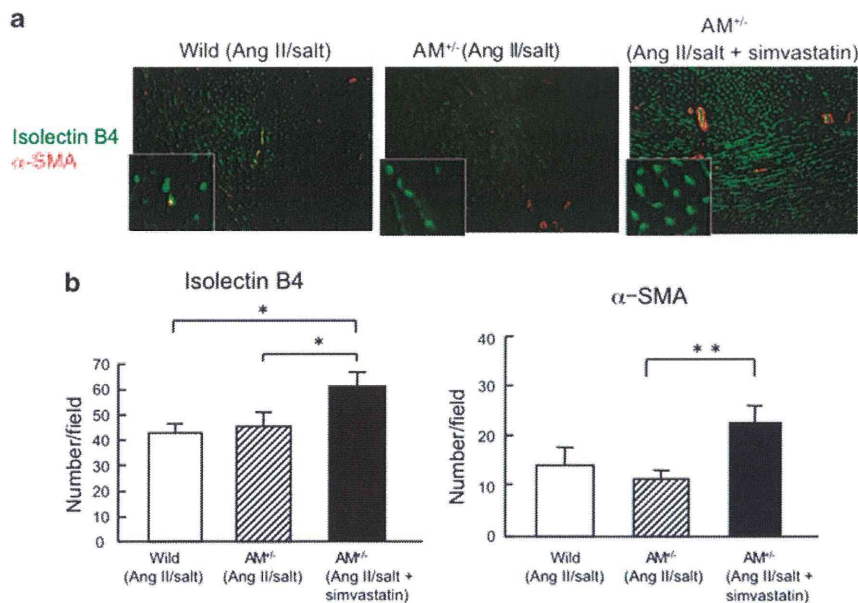 a
Wild (Ang II/salt)
AM+/- (Ang II/salt)
AM+/-
(Ang II/salt + simvastatin)
Isolectin B4
α-SMA
b
Isolectin B4
*
*
Number/field
70
60
50
40
30
20
10
0
Wild
(Ang II/salt)
AM+/-
(Ang II/salt)
AM+/-
(Ang II/salt +
simvastatin)
α-SMA
* *
Number/field
40
30
20
10
0
Wild
(Ang II/salt)
AM+/-
(Ang II/salt)
AM+/-
(Ang II/salt +
simvastatin)